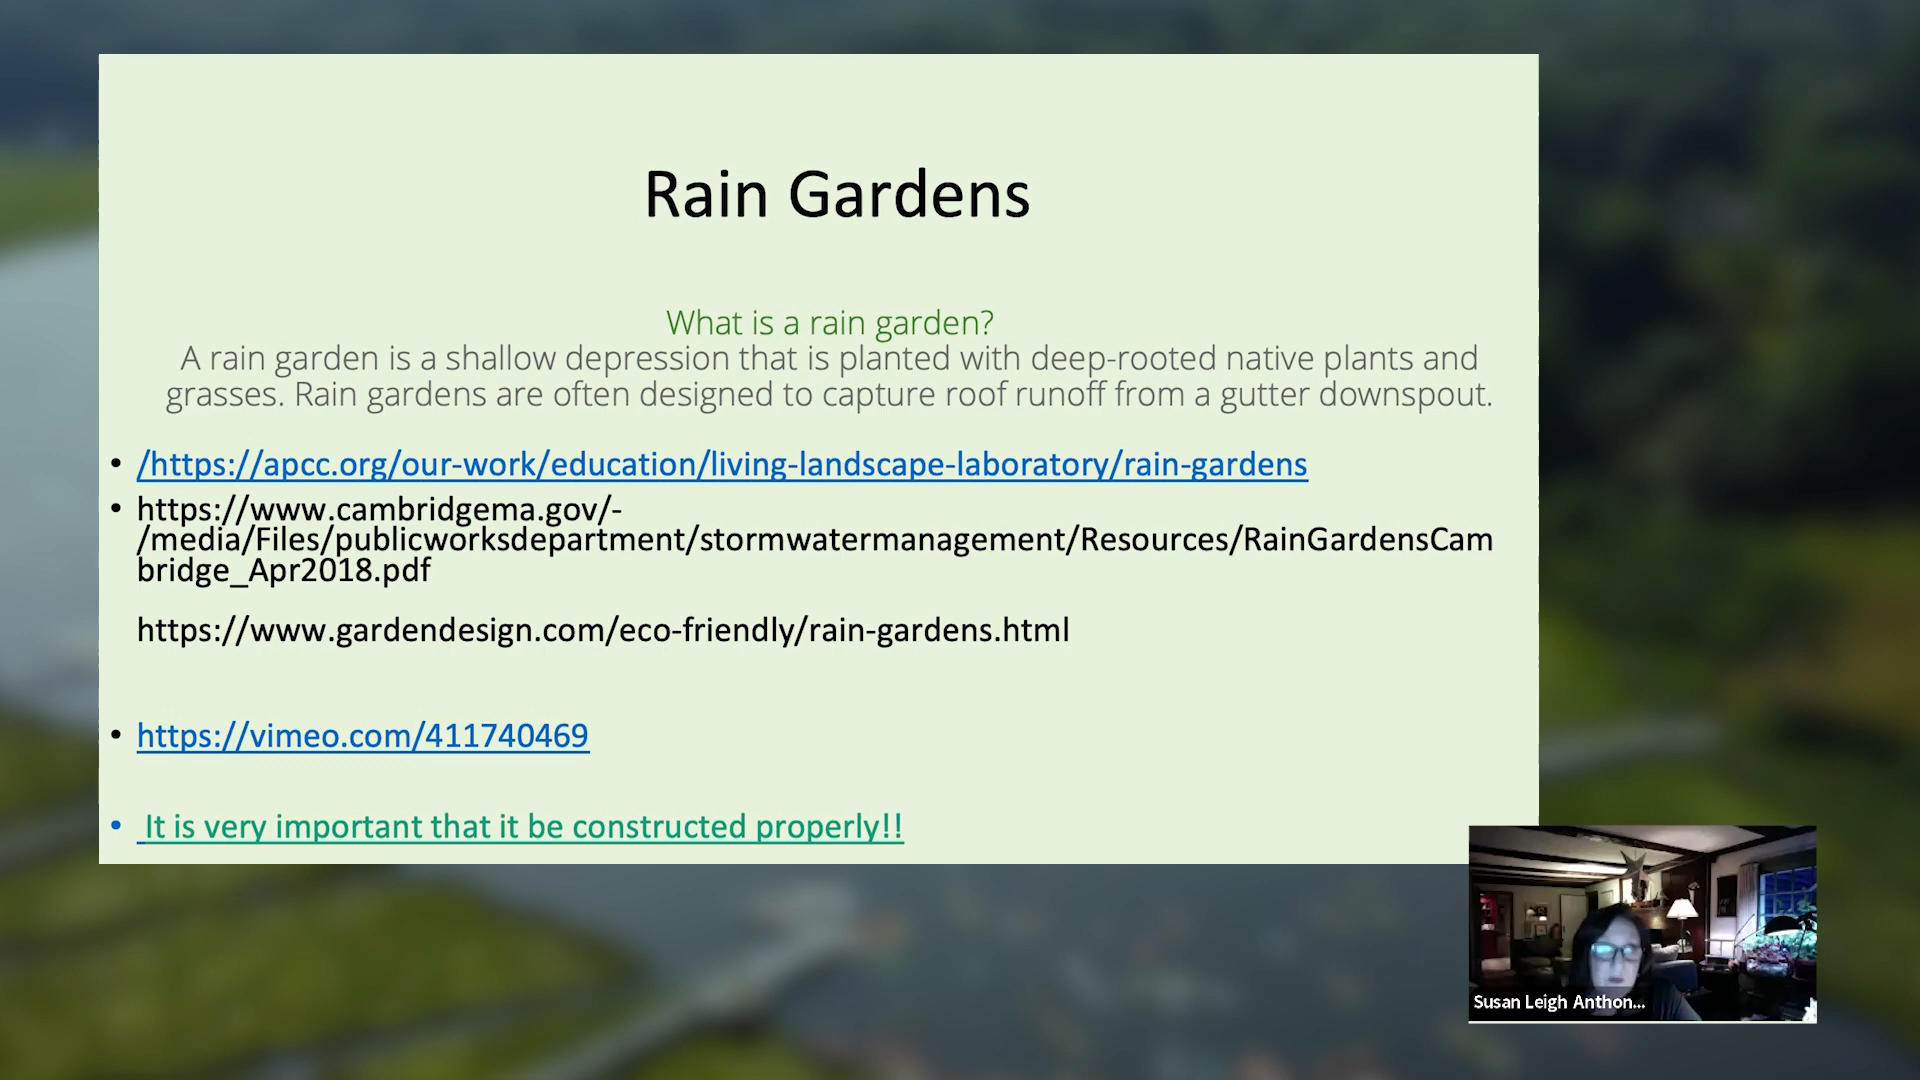 Rain Gardens
What is a rain garden?
A rain garden is a shallow depression that is planted with deep-rooted native plants and
grasses. Rain gardens are often designed to capture roof runoff from a gutter downspout.
• /https://apcc.org/our-work/education/living-landscape-laboratory/rain-gardens
• https://www.cambridgema.gov/-
/media/Files/publicworksdepartment/stormwatermanagement/Resources/RainGardensCam
bridge_Apr2018.pdf
https://www.gardendesign.com/eco-friendly/rain-gardens.html
• https://vimeo.com/411740469
• It is very important that it be constructed properly!!
Susan Leigh Anthon...